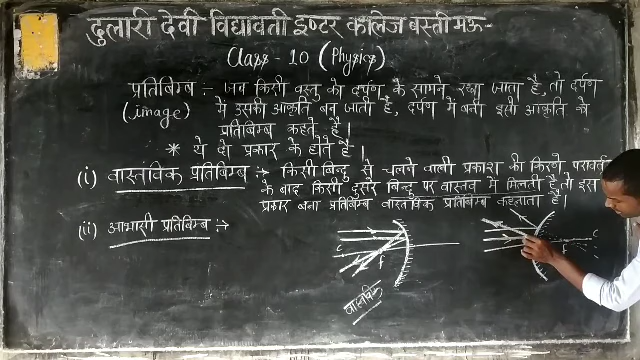 दुलारी देवी विद्यावती इण्टर कालेज बस्तीमऊ-
Class - 10 (Physics)
प्रतिबिम्ब :- जब किसी वस्तु को दर्पण के सामने रखा जाता है, तो दर्पण
(image) में उसकी आकृति बन जाती है, दर्पण में बनी इसी आकृति को
प्रतिबिम्ब कहते हैं।
* ये दो प्रकार के होते हैं।
(i) वास्तविक प्रतिबिम्ब :- किसी बिन्दु से चलने वाली प्रकाश की किरणे परावर्तन
के बाद किसी दूसरे बिन्दु पर वास्तव में मिलती है, तो इस
प्रकार बना प्रतिबिम्ब वास्तविक प्रतिबिम्ब कहलाता है।
(ii) आभासी प्रतिबिम्ब :-
C f
f C
वास्तविक